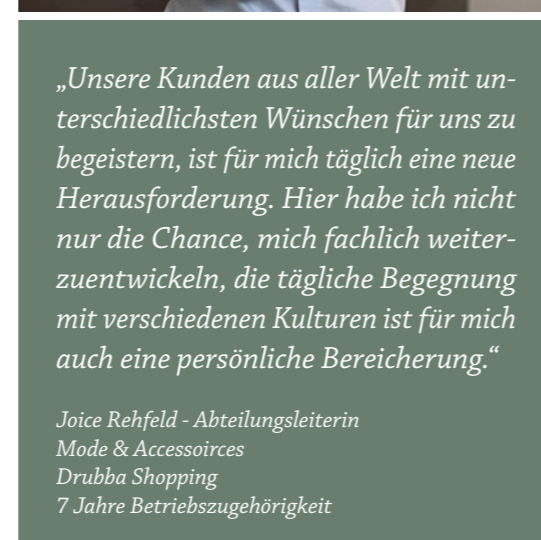 „Unsere Kunden aus aller Welt mit un-
terschiedlichsten Wünschen für uns zu
begeistern, ist für mich täglich eine neue
Herausforderung. Hier habe ich nicht
nur die Chance, mich fachlich weiter-
zuentwickeln, die tägliche Begegnung
mit verschiedenen Kulturen ist für mich
auch eine persönliche Bereicherung.“
Joice Rehfeld - Abteilungsleiterin
Mode & Accessoirces
Drubba Shopping
7 Jahre Betriebszugehörigkeit